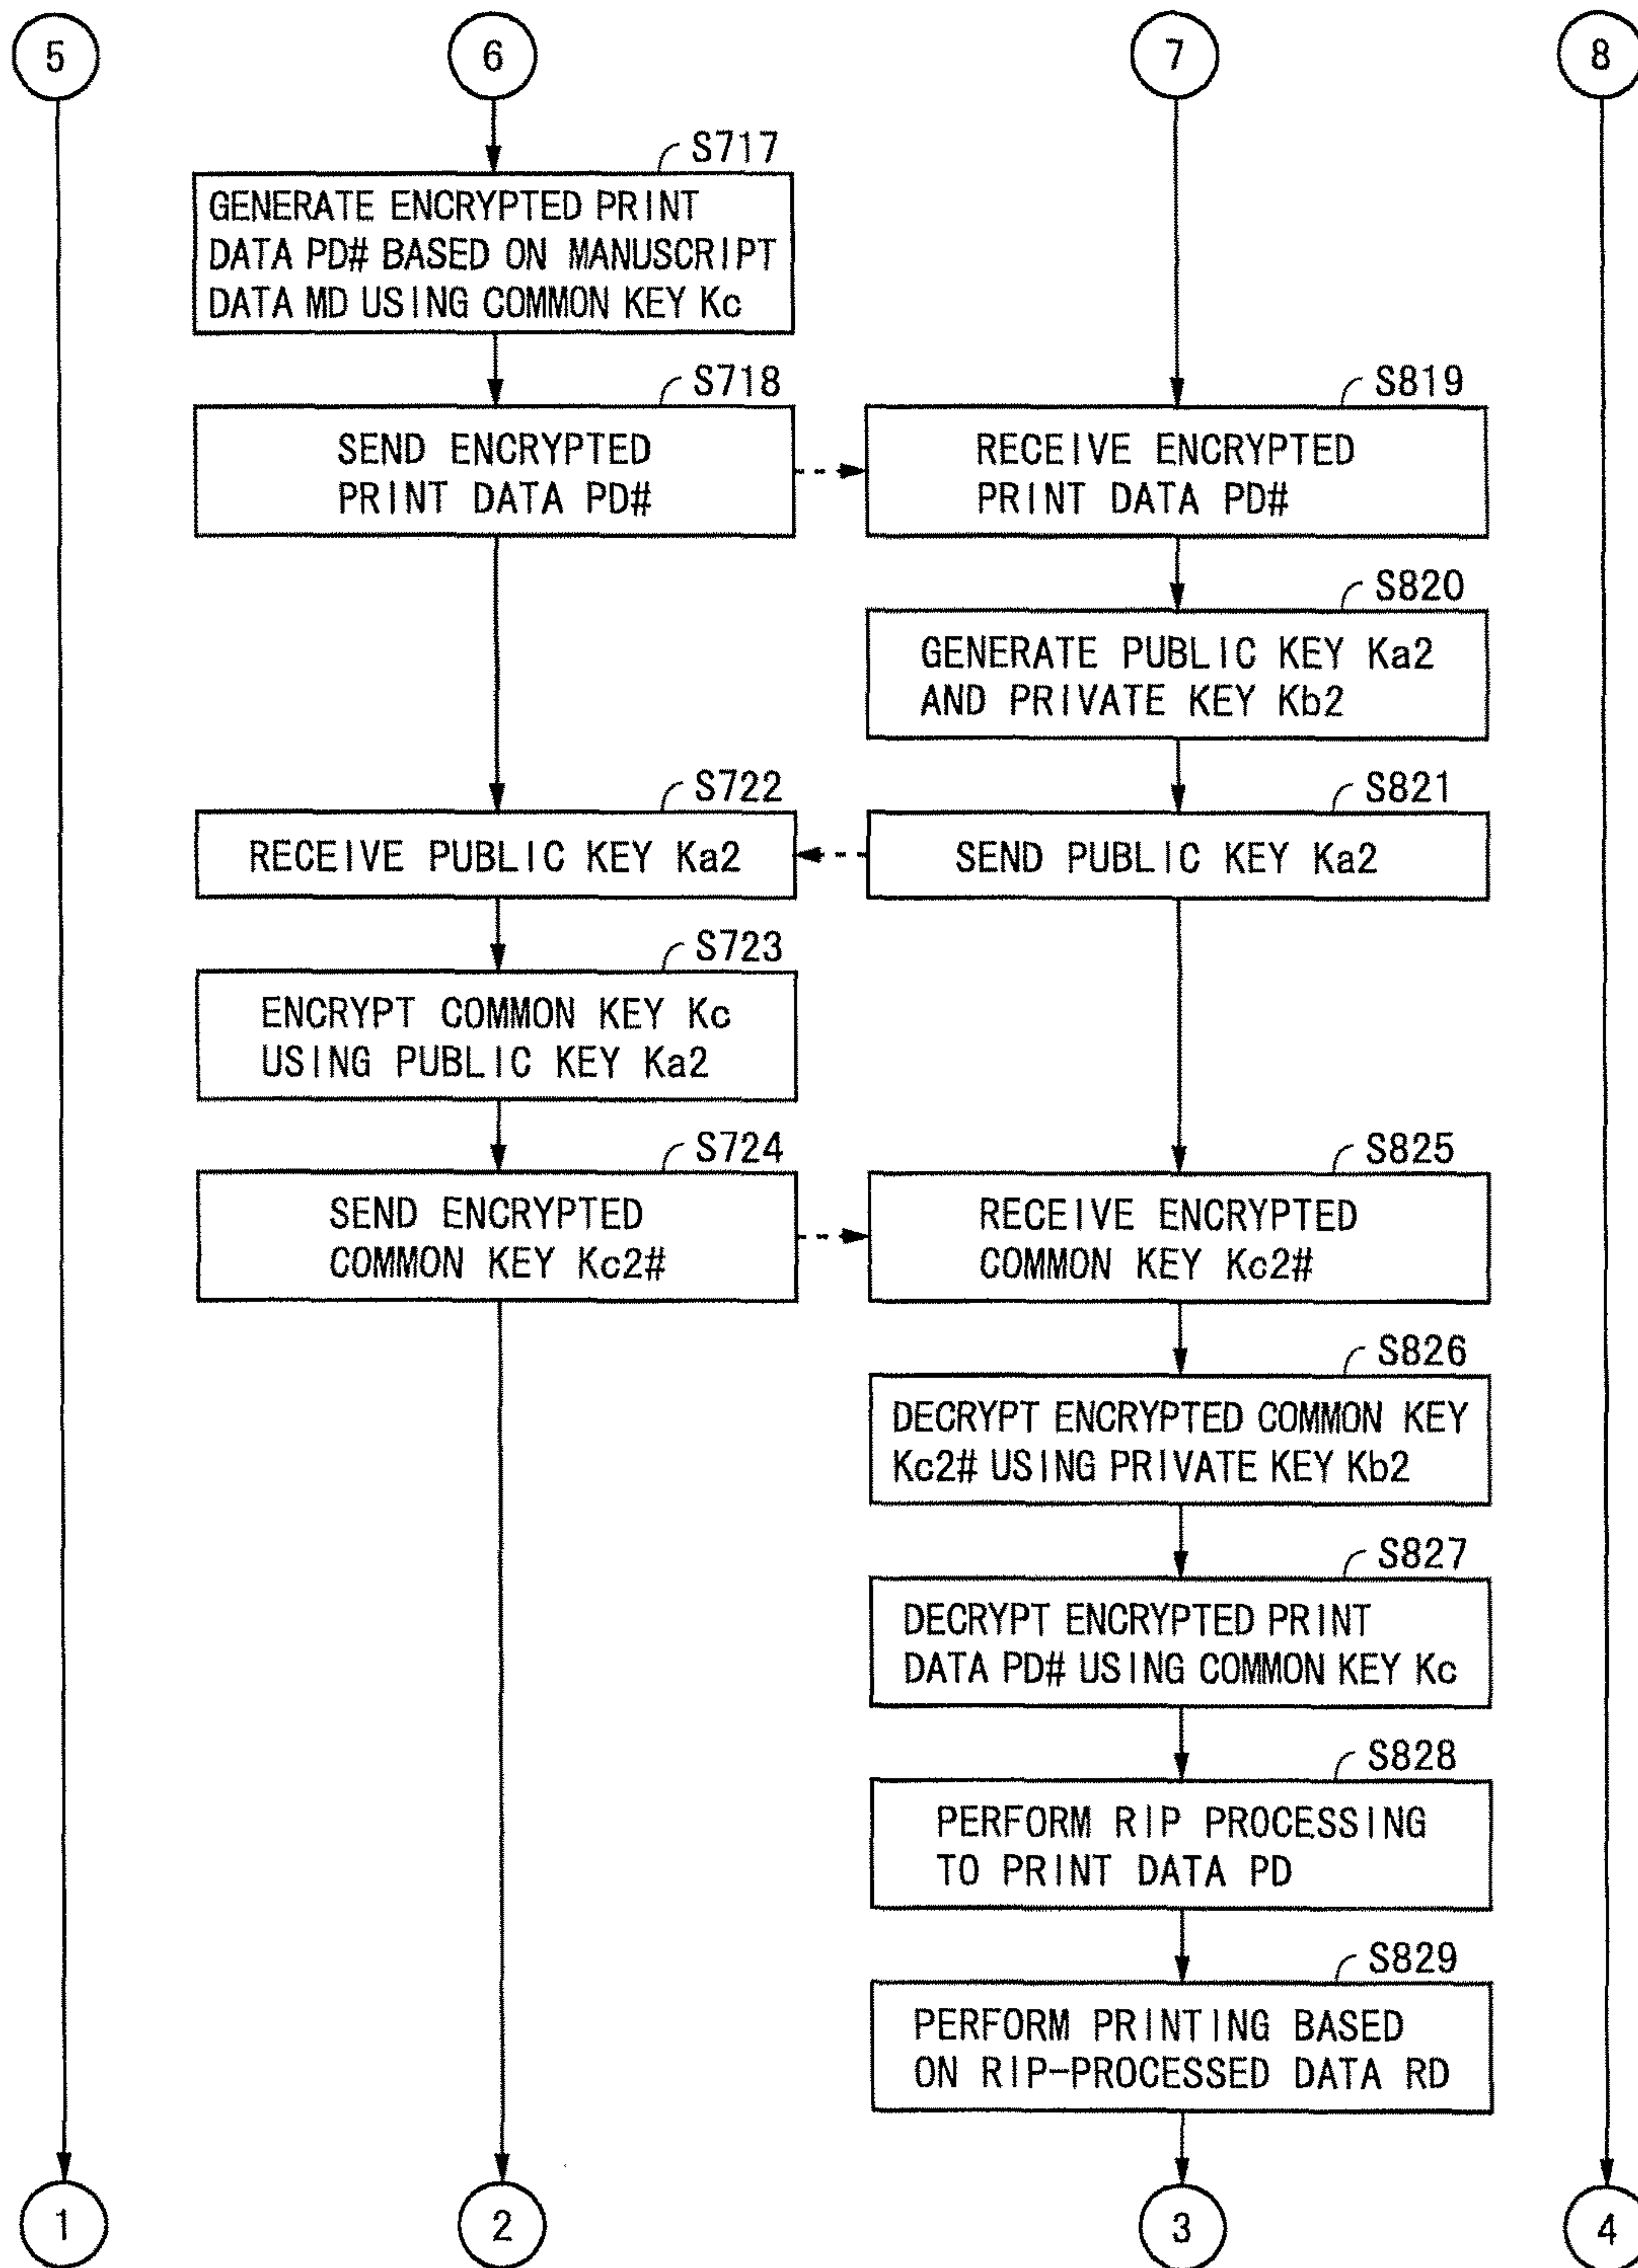 5
6
7
8
S717
GENERATE ENCRYPTED PRINT
DATA PD# BASED ON MANUSCRIPT
DATA MD USING COMMON KEY Kc
S718
SEND ENCRYPTED
PRINT DATA PD#
S819
RECEIVE ENCRYPTED
PRINT DATA PD#
S820
GENERATE PUBLIC KEY Ka2
AND PRIVATE KEY Kb2
S722
RECEIVE PUBLIC KEY Ka2
S821
SEND PUBLIC KEY Ka2
S723
ENCRYPT COMMON KEY Kc
USING PUBLIC KEY Ka2
S724
SEND ENCRYPTED
COMMON KEY Kc2#
S825
RECEIVE ENCRYPTED
COMMON KEY Kc2#
S826
DECRYPT ENCRYPTED COMMON KEY
Kc2# USING PRIVATE KEY Kb2
S827
DECRYPT ENCRYPTED PRINT
DATA PD# USING COMMON KEY Kc
S828
PERFORM RIP PROCESSING
TO PRINT DATA PD
S829
PERFORM PRINTING BASED
ON RIP-PROCESSED DATA RD
1
2
3
4